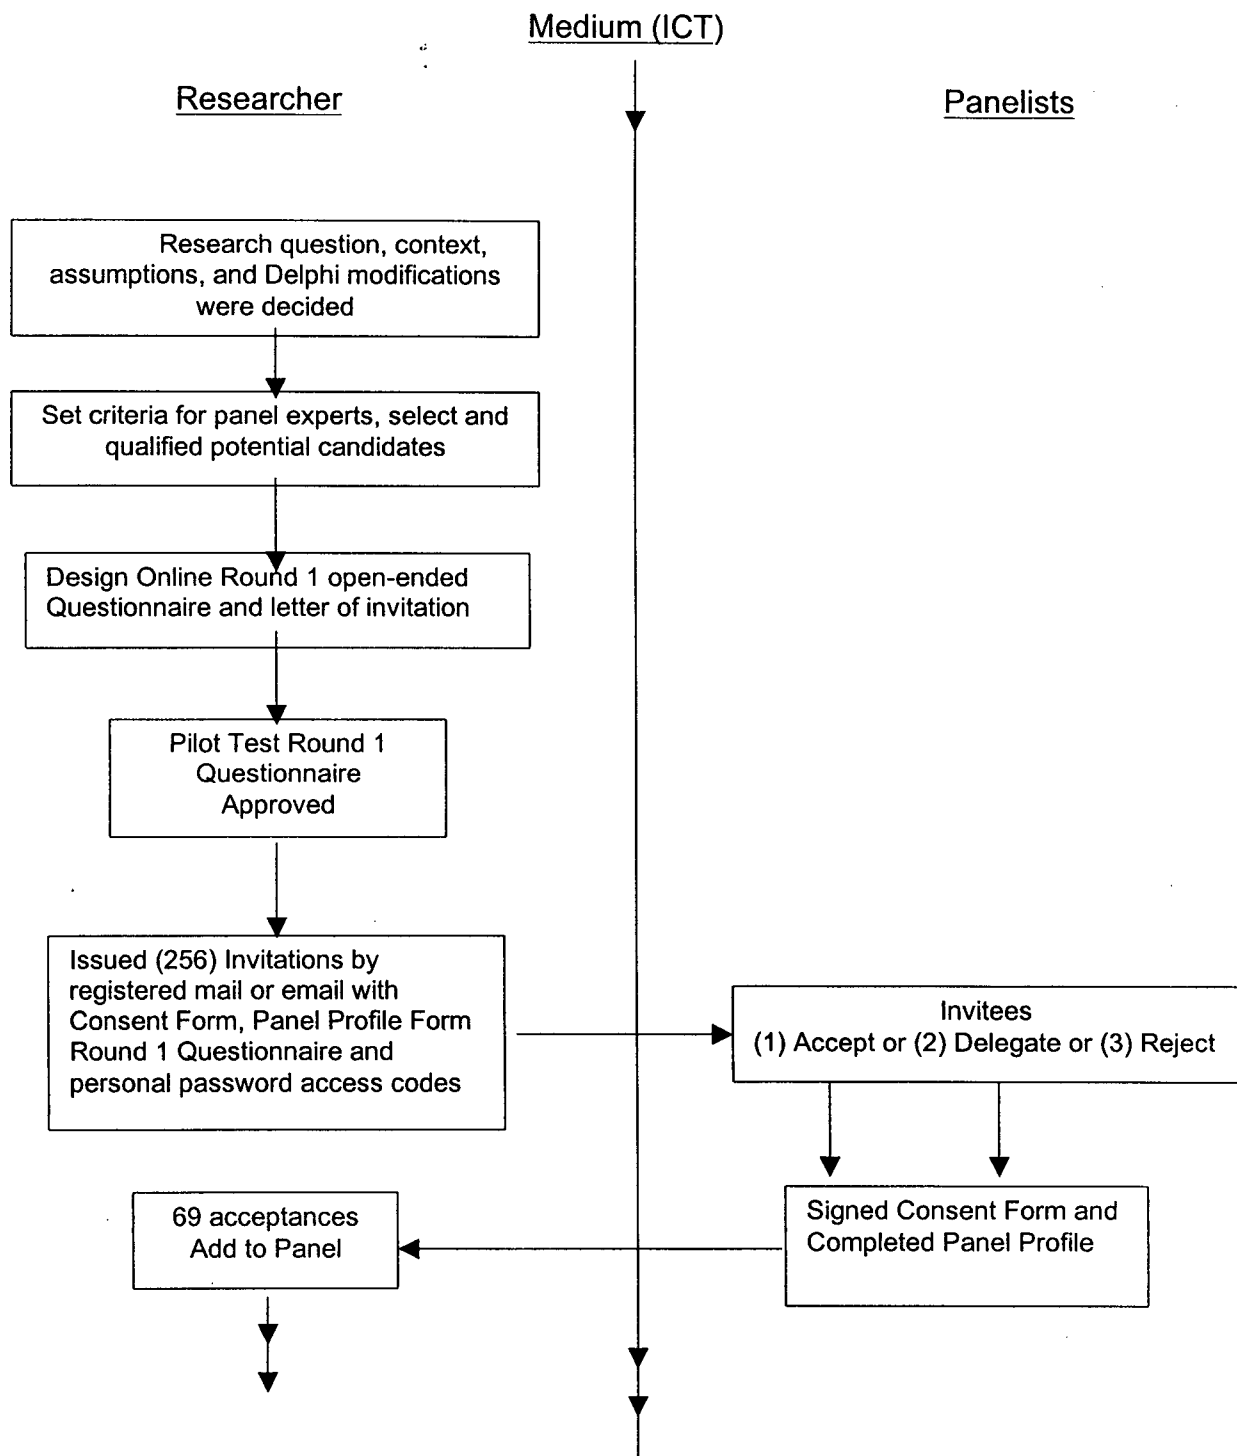 Medium (ICT)
Researcher
Panelists
Research question, context,
assumptions, and Delphi modifications
were decided
Set criteria for panel experts, select and
qualified potential candidates
Design Online Round 1 open-ended
Questionnaire and letter of invitation
Pilot Test Round 1
Questionnaire
Approved
Issued (256) Invitations by
registered mail or email with
Consent Form, Panel Profile Form
Round 1 Questionnaire and
personal password access codes
Invitees
(1) Accept or (2) Delegate or (3) Reject
Signed Consent Form and
Completed Panel Profile
69 acceptances
Add to Panel